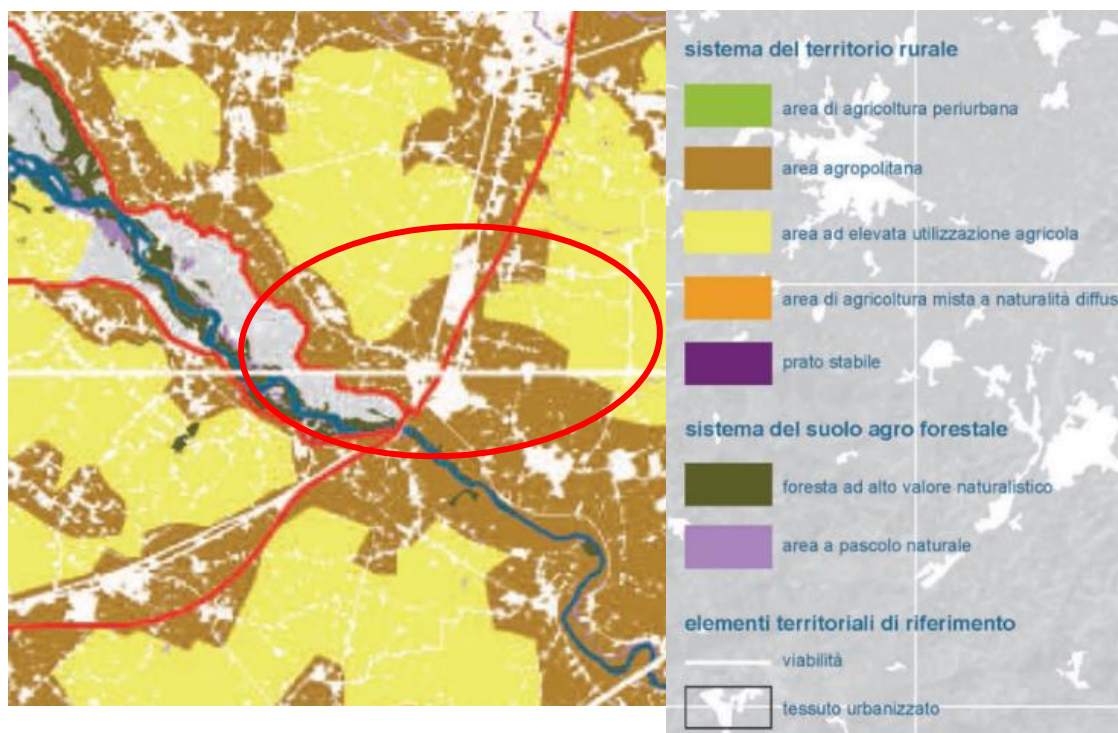 sistema del territorio rurale
area di agricoltura periurbana
area agropolitana
area ad elevata utilizzazione agricola
area di agricoltura mista a naturalità diffus
prato stabile
sistema del suolo agro forestale
foresta ad alto valore naturalistico
area a pascolo naturale
elementi territoriali di riferimento
viabilità
tessuto urbanizzato